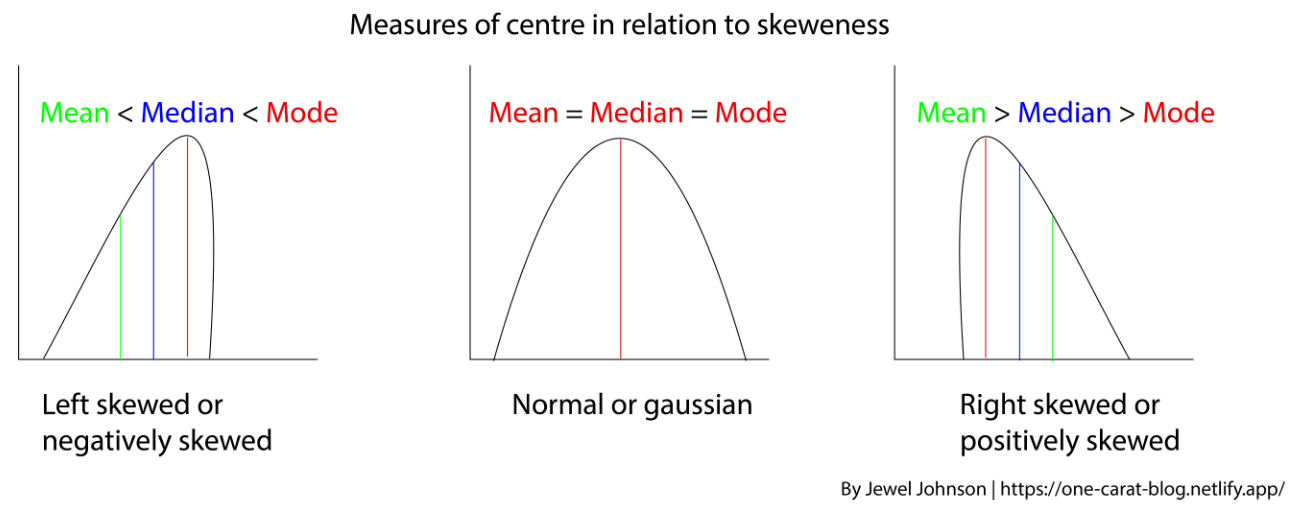 Measures of centre in relation to skeweness
Mean < Median < Mode
Mean = Median = Mode
Mean > Median > Mode
Left skewed or
negatively skewed
Normal or gaussian
Right skewed or
positively skewed
By Jewel Johnson | https://one-carat-blog.netlify.app/